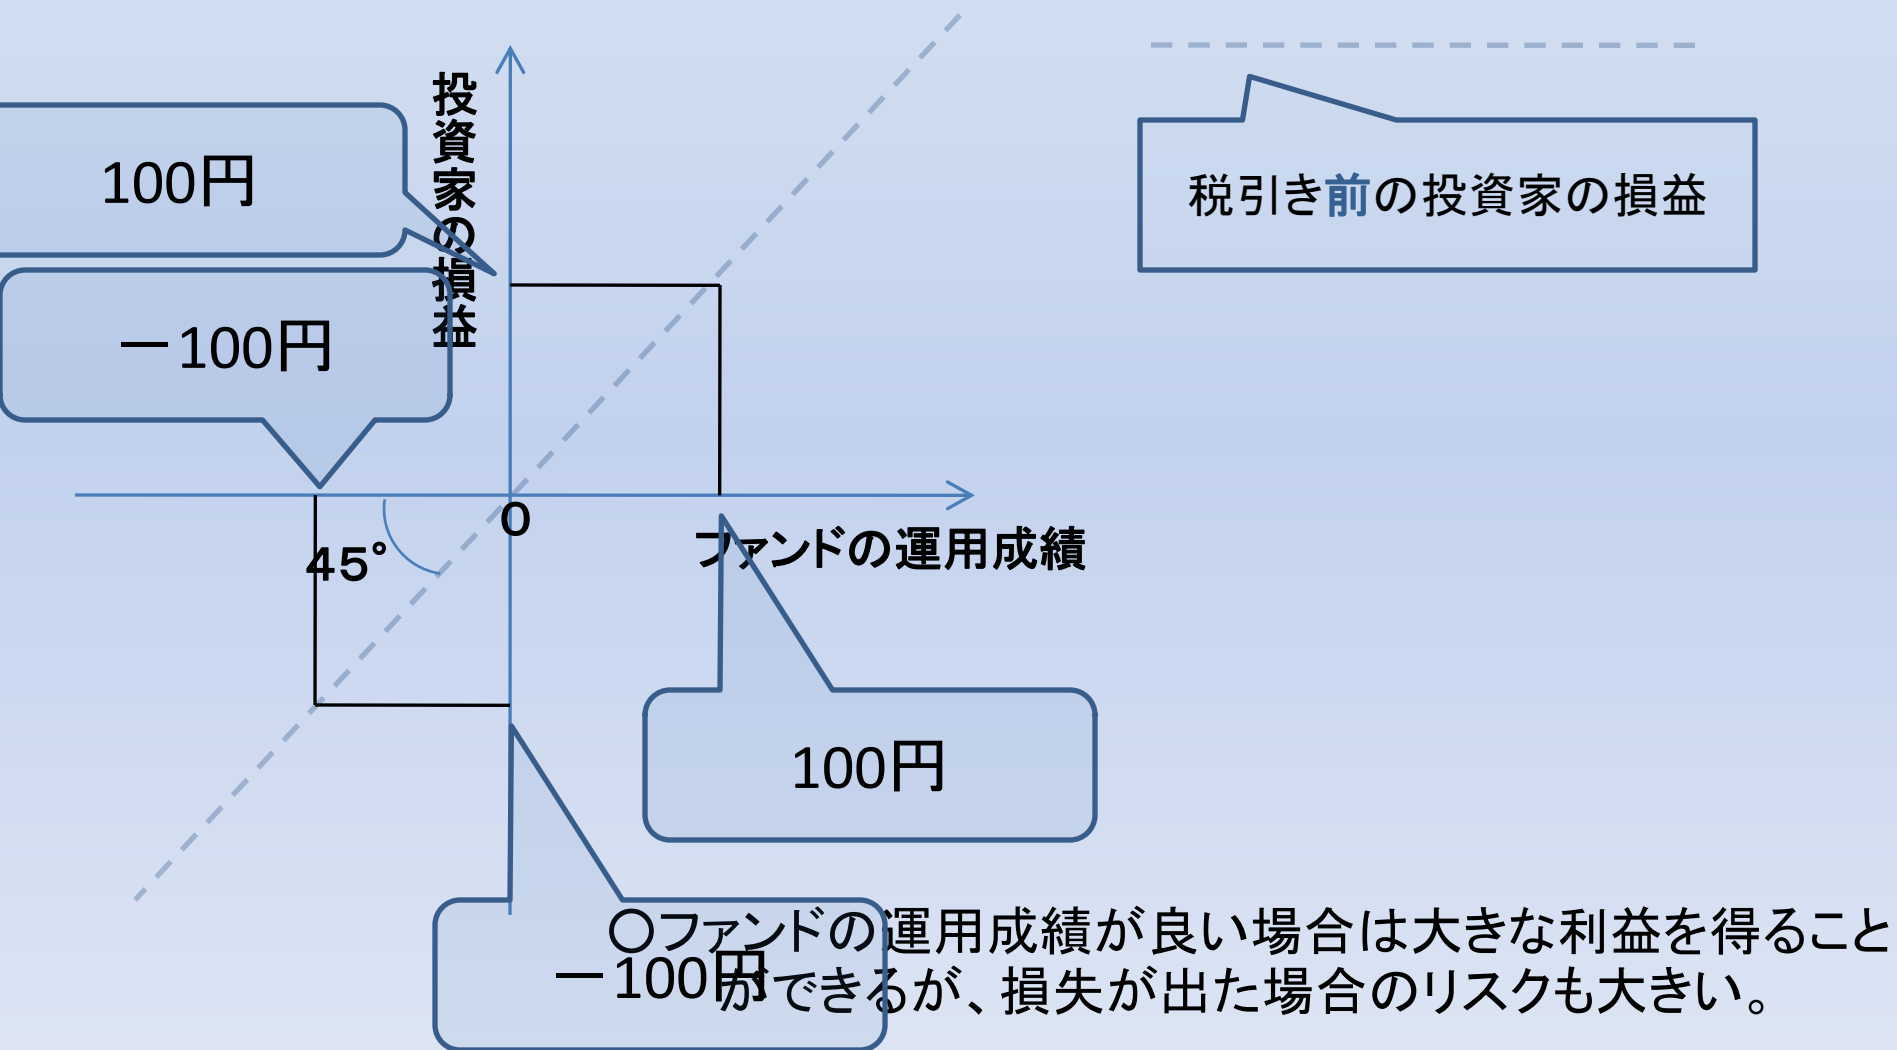 投資家の損益
100円
－100円
税引き前の投資家の損益
O
45°
ファンドの運用成績
100円
－100円
〇ファンドの運用成績が良い場合は大きな利益を得ること
ができるが、損失が出た場合のリスクも大きい。